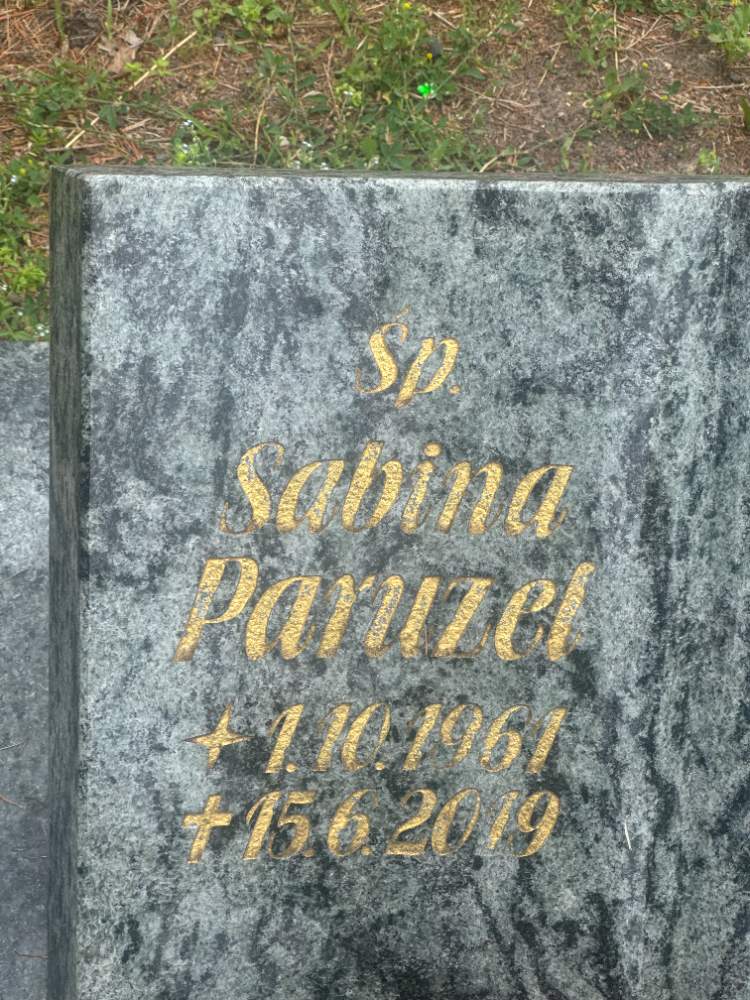 Śp.
Sabina
Paruzel
✦ 1.10.1961
✝ 15.6.2019